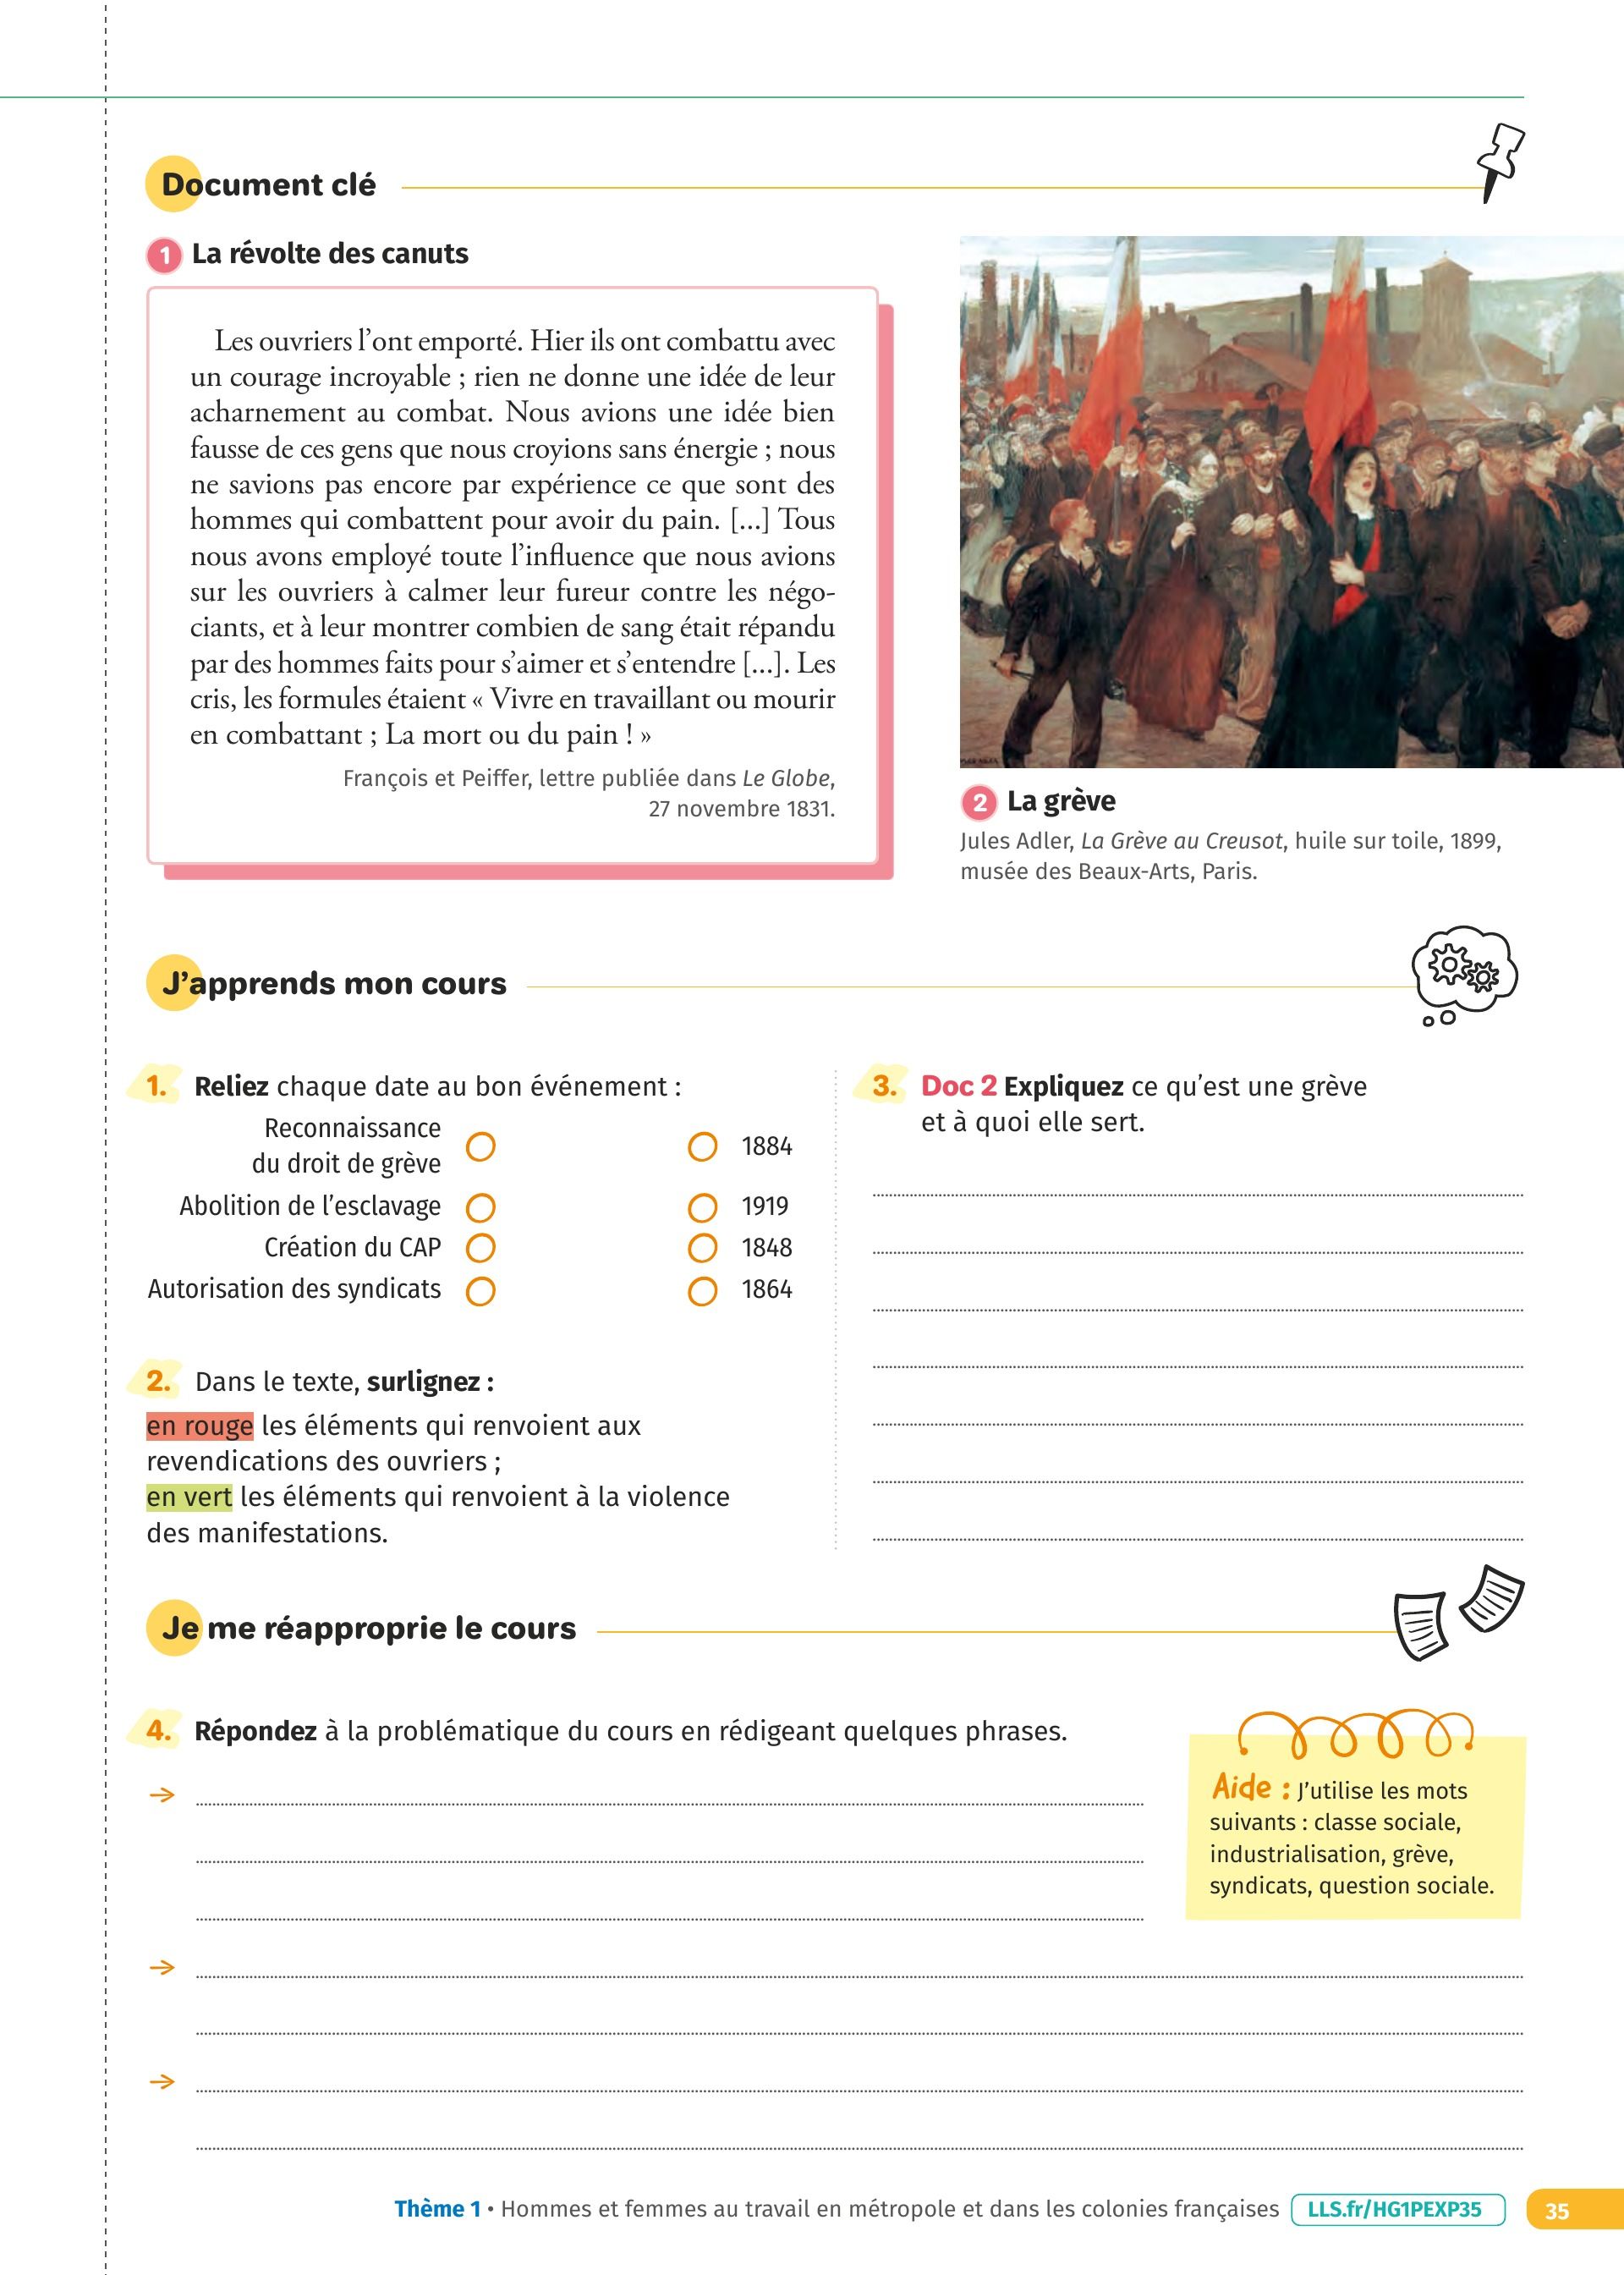 Document clé
1 La révolte des canuts
Les ouvriers l’ont emporté. Hier ils ont combattu avec
un courage incroyable ; rien ne donne une idée de leur
acharnement au combat. Nous avions une idée bien
fausse de ces gens que nous croyions sans énergie ; nous
ne savions pas encore par expérience ce que sont des
hommes qui combattent pour avoir du pain. [...] Tous
nous avons employé toute l’influence que nous avions
sur les ouvriers à calmer leur fureur contre les négo-
ciants, et à leur montrer combien de sang était répandu
par des hommes faits pour s’aimer et s’entendre [...]. Les
cris, les formules étaient « Vivre en travaillant ou mourir
en combattant ; La mort ou du pain ! »
François et Peiffer, lettre publiée dans Le Globe,
27 novembre 1831.
2 La grève
Jules Adler, La Grève au Creusot, huile sur toile, 1899,
musée des Beaux-Arts, Paris.
J’apprends mon cours
1. Reliez chaque date au bon événement :
Reconnaissance
du droit de grève
1884
Abolition de l’esclavage
1919
Création du CAP
1848
Autorisation des syndicats
1864
2. Dans le texte, surlignez :
en rouge les éléments qui renvoient aux
revendications des ouvriers ;
en vert les éléments qui renvoient à la violence
des manifestations.
3. Doc 2 Expliquez ce qu’est une grève
et à quoi elle sert.
Je me réapproprie le cours
4. Répondez à la problématique du cours en rédigeant quelques phrases.
Aide : J’utilise les mots
suivants : classe sociale,
industrialisation, grève,
syndicats, question sociale.
Thème 1 • Hommes et femmes au travail en métropole et dans les colonies françaises LLS.fr/HG1PEXP35 35